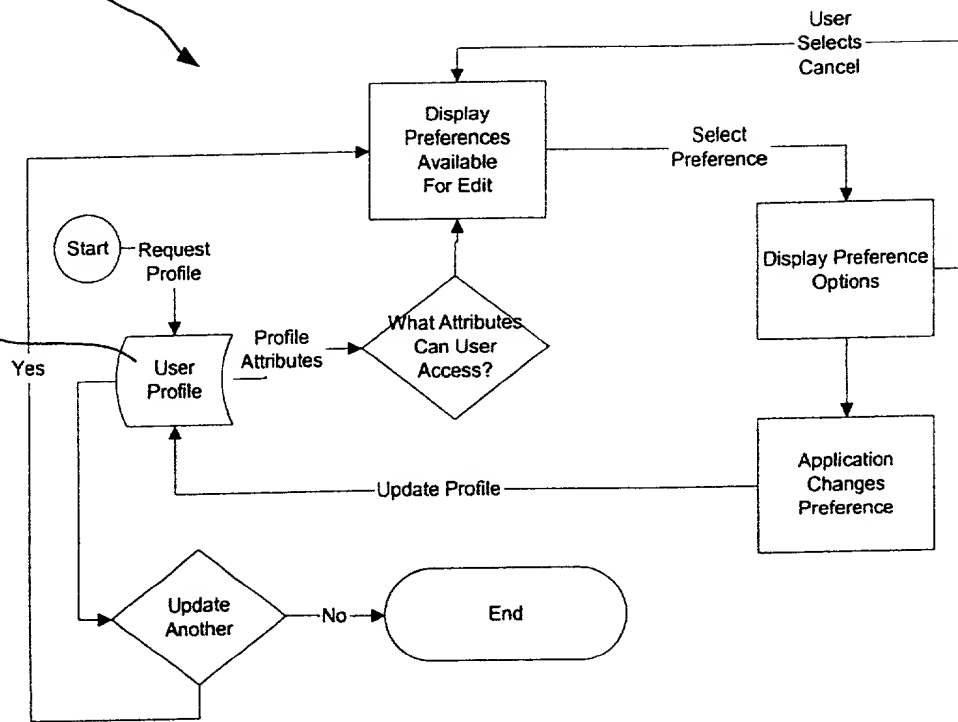 User
Selects
Cancel
Display
Preferences
Available
For Edit
Select
Preference
Start
Request
Profile
Display Preference
Options
What Attributes
Can User
Access?
Profile
Attributes
User
Profile
Yes
Application
Changes
Preference
Update Profile
Update
Another
No
End